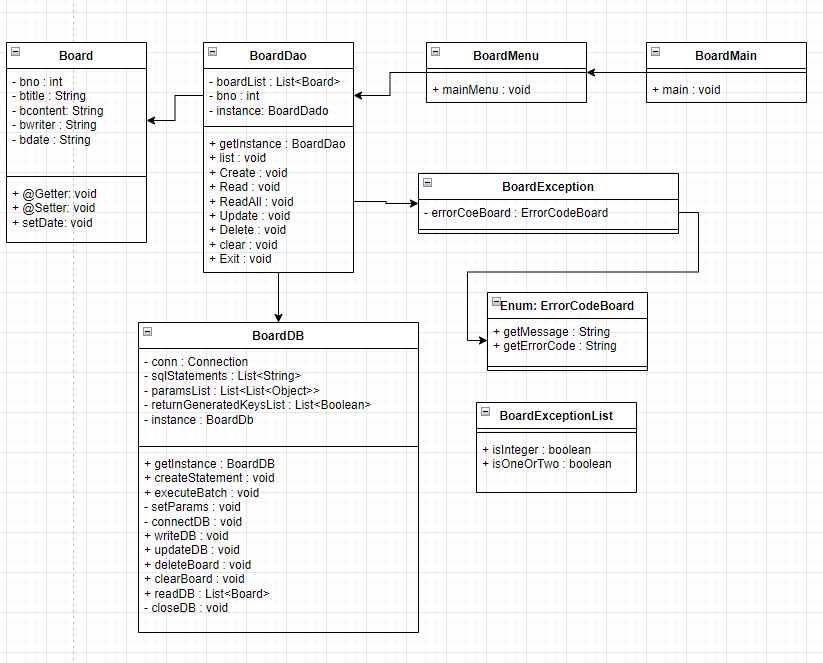 Board
- bno : int
- btitle : String
- bcontent: String
- bwriter : String
- bdate : String
+ @Getter: void
+ @Setter: void
+ setDate: void
BoardDao
- boardList : List<Board>
- bno : int
- instance: BoardDado
+ getInstance : BoardDao
+ list : void
+ Create : void
+ Read : void
+ ReadAll : void
+ Update : void
+ Delete : void
+ clear : void
+ Exit : void
BoardMenu
+ mainMenu : void
BoardMain
+ main : void
BoardException
- errorCoeBoard : ErrorCodeBoard
Enum: ErrorCodeBoard
+ getMessage : String
+ getErrorCode : String
BoardDB
- conn : Connection
- sqlStatements : List<String>
- paramsList : List<List<Object>>
- returnGeneratedKeysList : List<Boolean>
- instance : BoardDb
+ getInstance : BoardDB
+ createStatement : void
+ executeBatch : void
- setParams : void
- connectDB : void
+ writeDB : void
+ updateDB : void
+ deleteBoard : void
+ clearBoard : void
+ readDB : List<Board>
- closeDB : void
BoardExceptionList
+ isInteger : boolean
+ isOneOrTwo : boolean